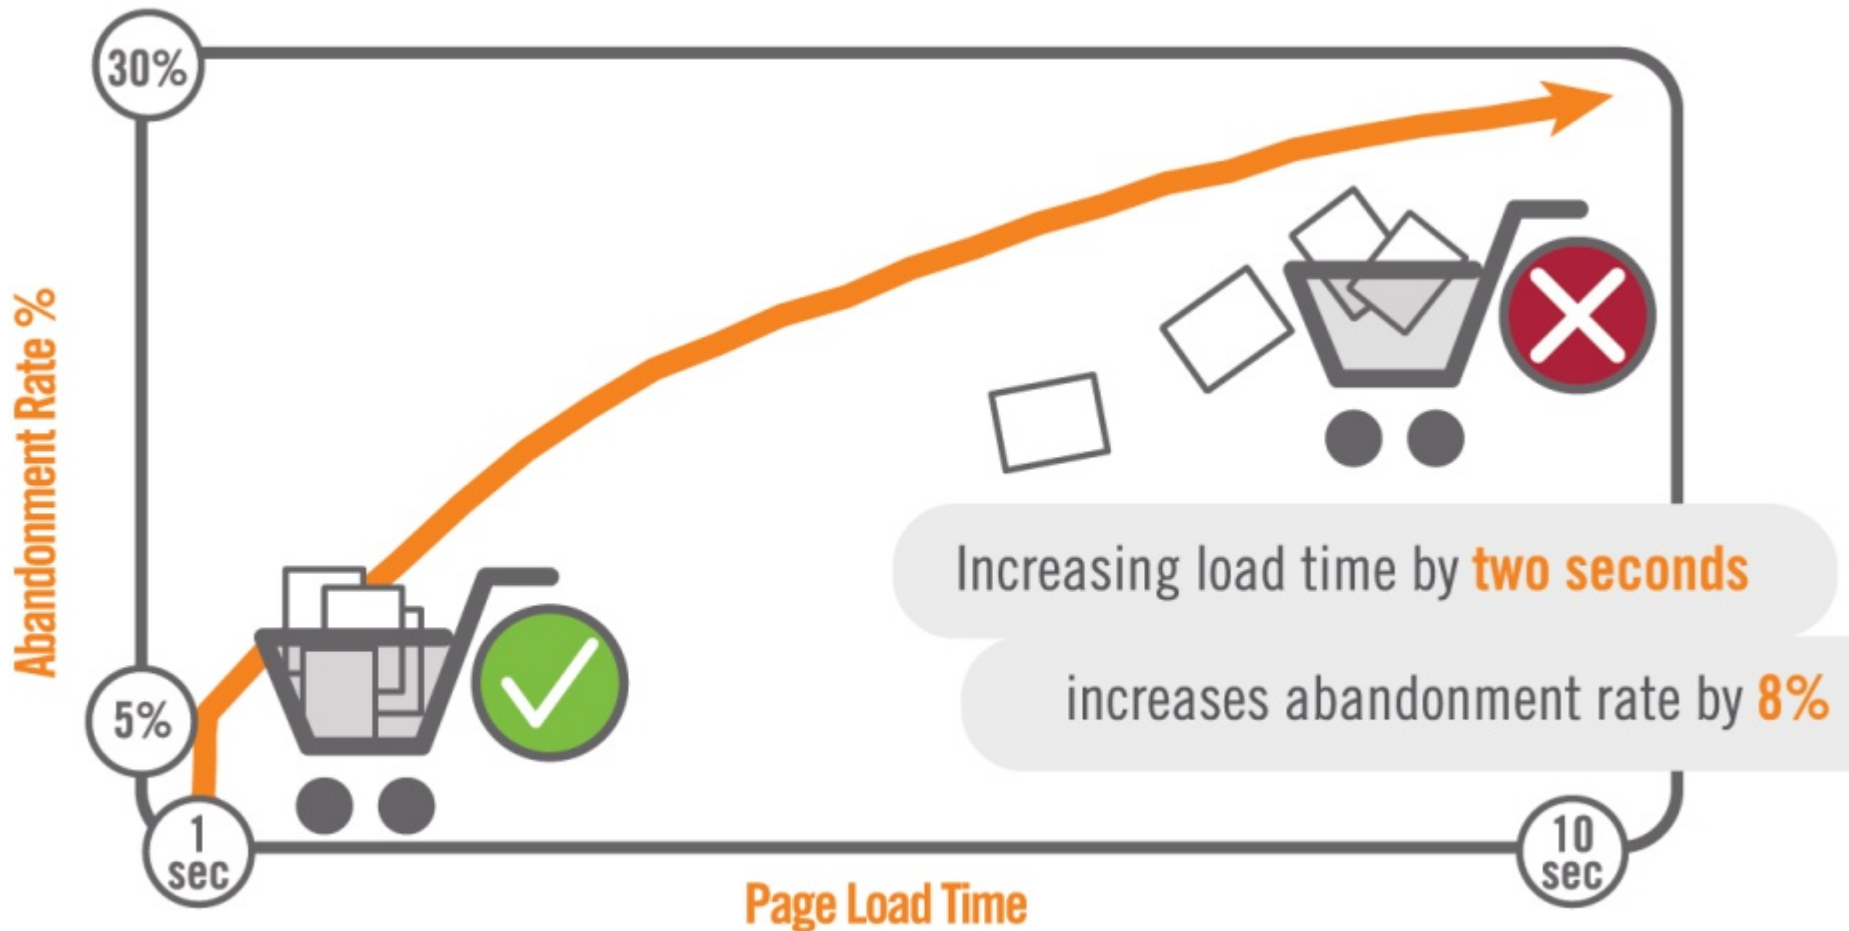 30%
Abandonment Rate %
5%
Increasing load time by two seconds
increases abandonment rate by 8%
1
sec
10
sec
Page Load Time